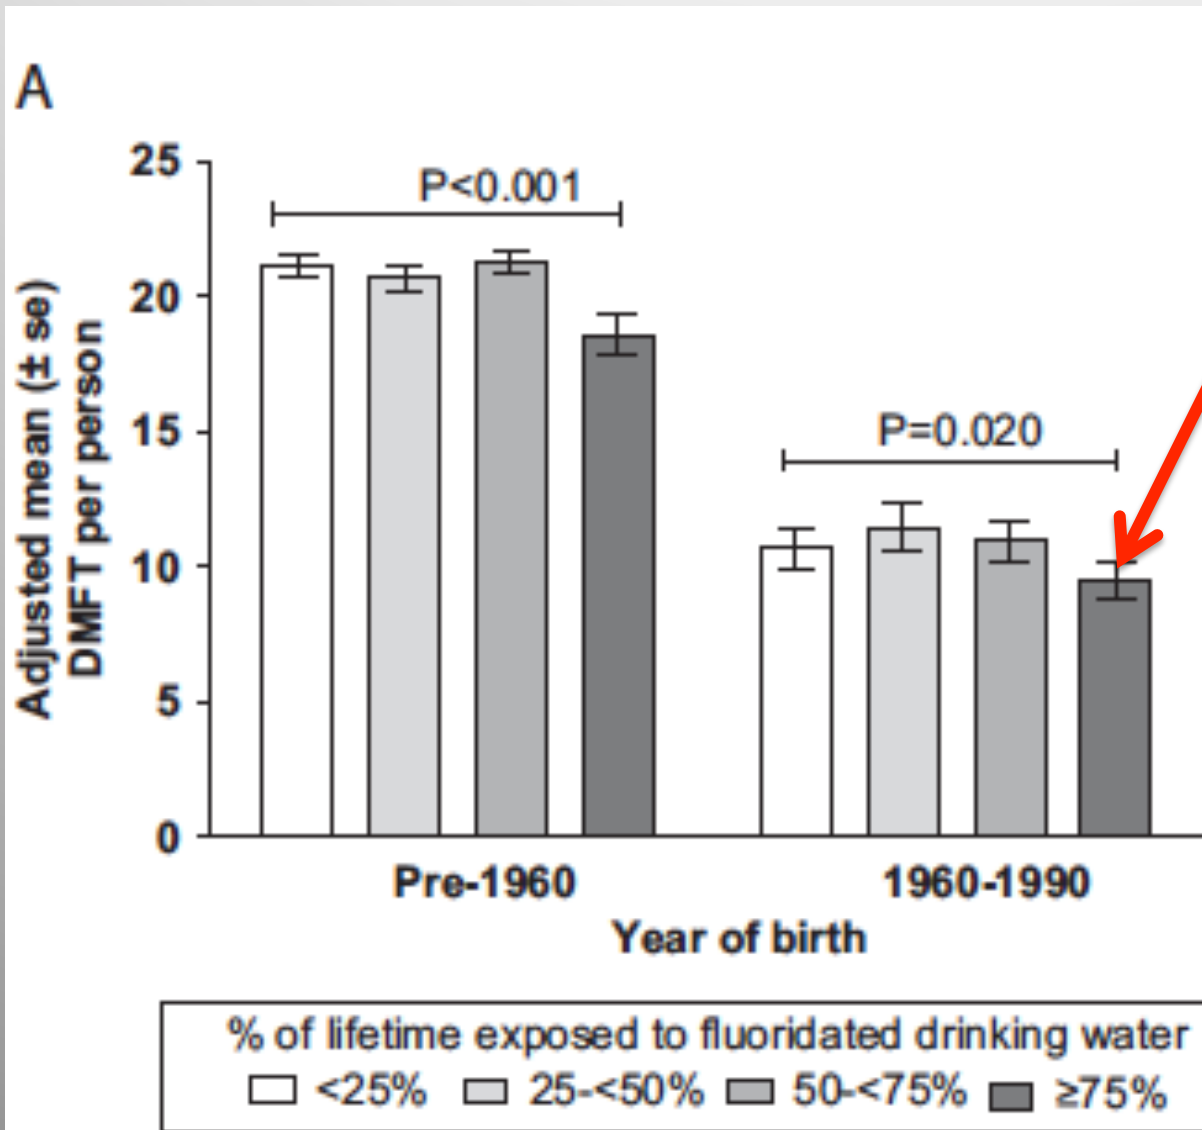 A
25
P<0.001
20
15
P=0.020
10
5
0
Adjusted mean (± se)
DMFT per person
Pre-1960
1960-1990
Year of birth
% of lifetime exposed to fluoridated drinking water
<25%
25-<50%
50-<75%
≥75%